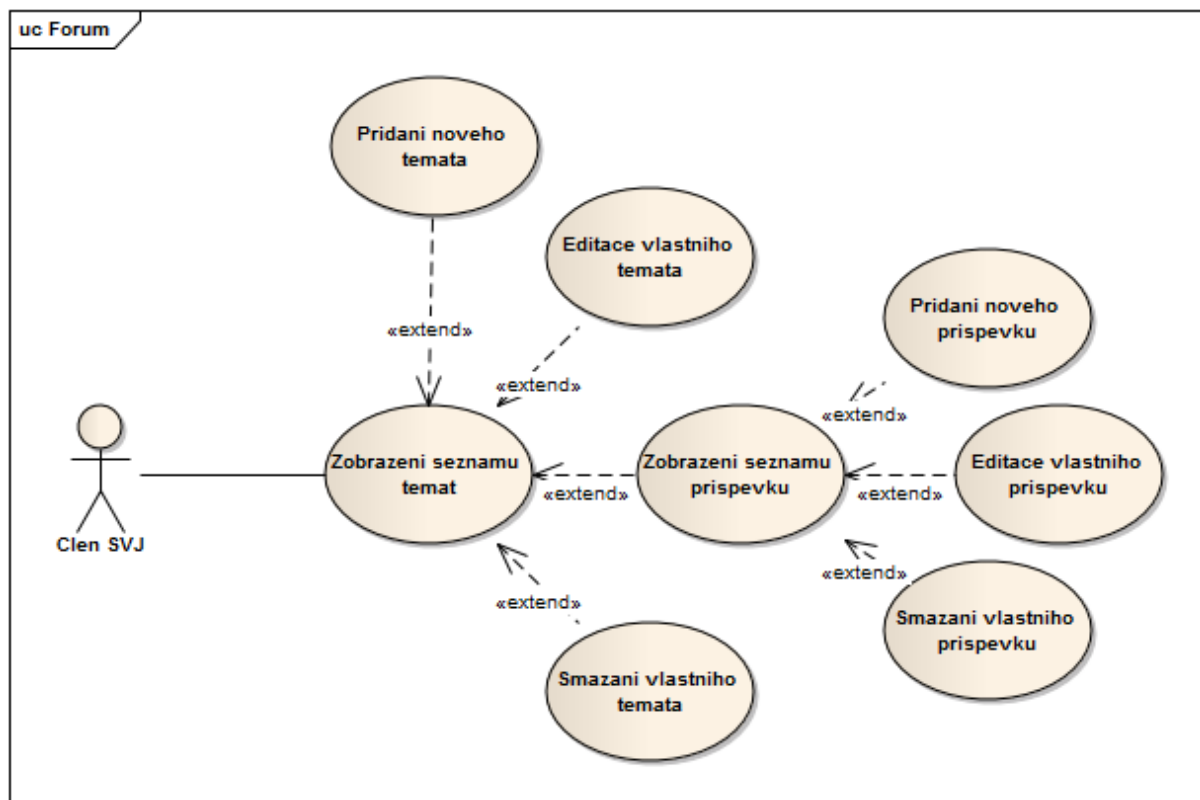 uc Forum
Pridani noveho
temata
Editace vlastniho
temata
Pridani noveho
prispevku
«extend»
«extend»
«extend»
Zobrazeni seznamu
temat
Zobrazeni seznamu
prispevku
Editace vlastniho
prispevku
«extend»
«extend»
Clen SVJ
«extend»
«extend»
Smazani vlastniho
prispevku
Smazani vlastniho
temata